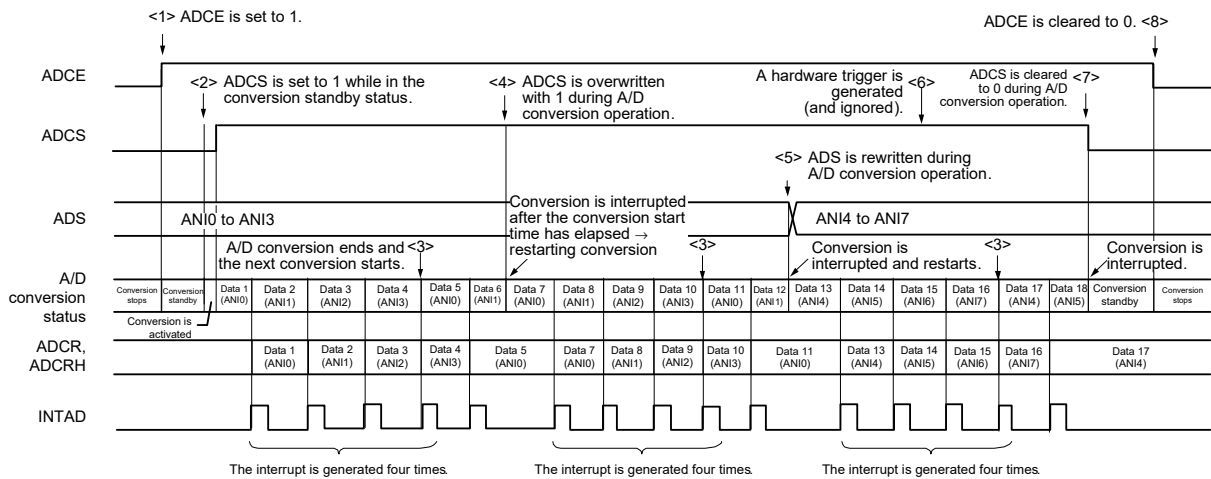 <1> ADCE is set to 1.
ADCE is cleared to 0. <8>
ADCE
<2> ADCS is set to 1 while in the
conversion standby status.
<4> ADCS is overwritten
with 1 during A/D
conversion operation.
A hardware trigger is
generated
(and ignored).
<6>
ADCS is cleared
to 0 during A/D
conversion operation.
<7>
ADCS
<5> ADS is rewritten during
A/D conversion operation.
ADS
ANI0 to ANI3
Conversion is interrupted
after the conversion start
time has elapsed →
restarting conversion
ANI4 to ANI7
A/D conversion ends and
the next conversion starts.
<3>
<3>
Conversion is
interrupted and restarts.
<3>
Conversion is
interrupted.
A/D
conversion
status
Conversion
stops
Conversion
standby
Data 1
(ANI0)
Data 2
(ANI1)
Data 3
(ANI2)
Data 4
(ANI3)
Data 5
(ANI0)
Data 6
(ANI1)
Data 7
(ANI0)
Data 8
(ANI1)
Data 9
(ANI2)
Data 10
(ANI3)
Data 11
(ANI0)
Data 12
(ANI1)
Data 13
(ANI4)
Data 14
(ANI5)
Data 15
(ANI6)
Data 16
(ANI7)
Data 17
(ANI4)
Data 18
(ANI5)
Conversion
standby
Conversion
stops
Conversion is
activated
ADCR,
ADCRH
Data 1
(ANI0)
Data 2
(ANI1)
Data 3
(ANI2)
Data 4
(ANI3)
Data 5
(ANI0)
Data 7
(ANI0)
Data 8
(ANI1)
Data 9
(ANI2)
Data 10
(ANI3)
Data 11
(ANI0)
Data 13
(ANI4)
Data 14
(ANI5)
Data 15
(ANI6)
Data 16
(ANI7)
Data 17
(ANI4)
INTAD
The interrupt is generated four times.
The interrupt is generated four times.
The interrupt is generated four times.